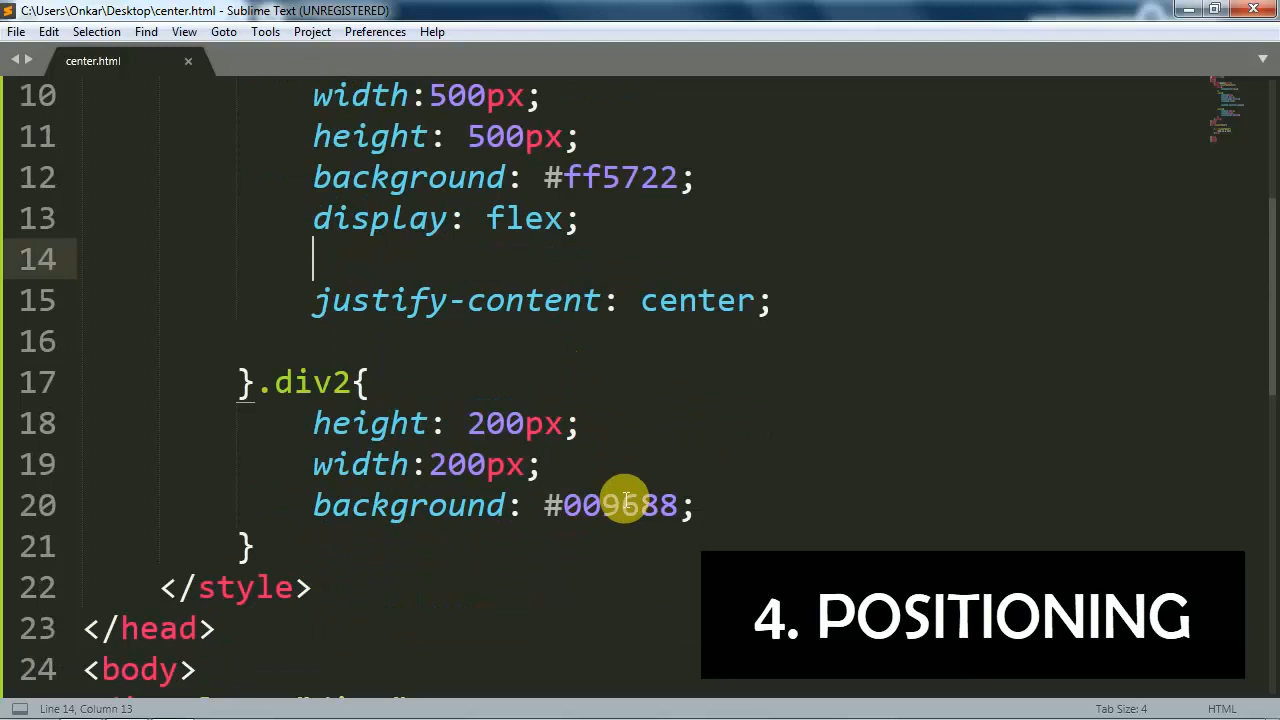 C:\Users\Onkar\Desktop\center.html - Sublime Text (UNREGISTERED)
File Edit Selection Find View Goto Tools Project Preferences Help
center.html
10 width:500px;
11 height: 500px;
12 background: #ff5722;
13 display: flex;
14
15 justify-content: center;
16
17 }.div2{
18 height: 200px;
19 width:200px;
20 background: #009688;
21 }
22 </style>
23 </head>
24 <body>
4. POSITIONING
Line 14, Column 13 Tab Size: 4 HTML